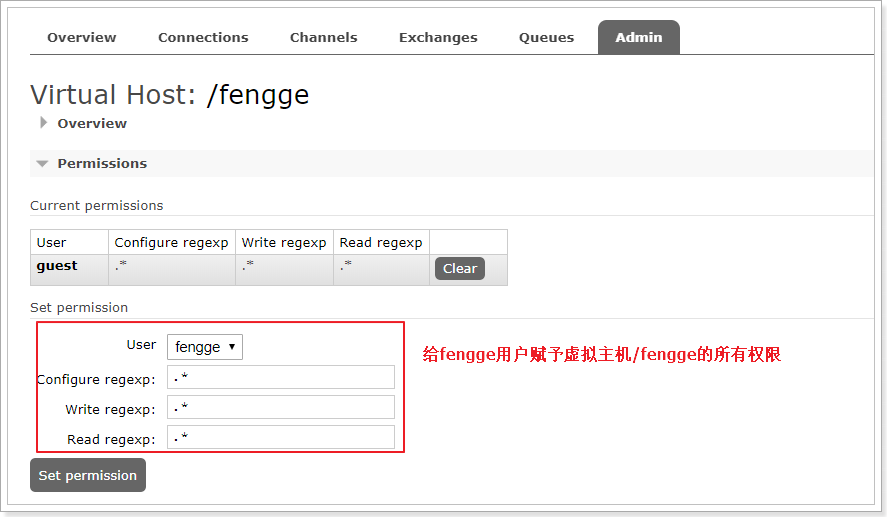 Overview Connections Channels Exchanges Queues Admin
Virtual Host: /fengge
Overview
Permissions
Current permissions
User Configure regexp Write regexp Read regexp
guest .* .* .* Clear
Set permission
User fengge
给fengge用户赋予虚拟主机/fengge的所有权限
Configure regexp: .*
Write regexp: .*
Read regexp: .*
Set permission